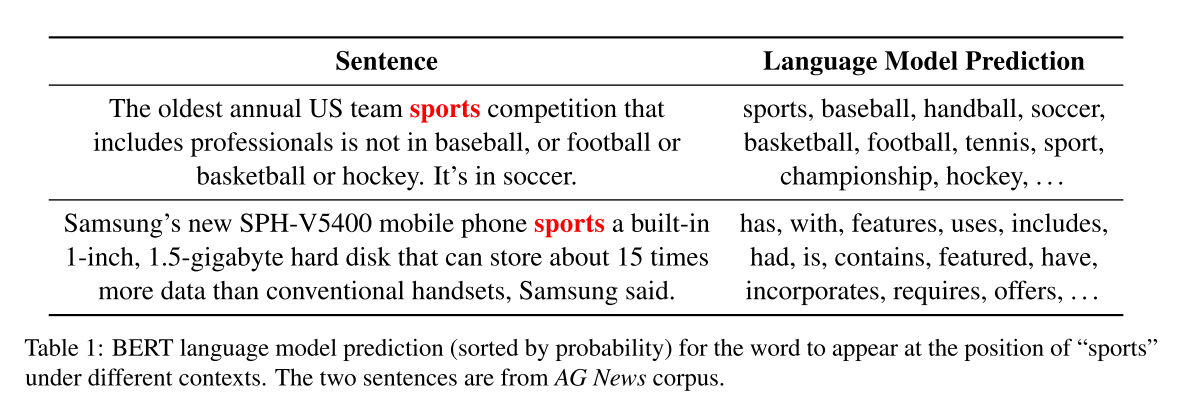 Sentence Language Model Prediction
The oldest annual US team sports competition that
includes professionals is not in baseball, or football or
basketball or hockey. It’s in soccer.
sports, baseball, handball, soccer,
basketball, football, tennis, sport,
championship, hockey, . . .
Samsung’s new SPH-V5400 mobile phone sports a built-in
1-inch, 1.5-gigabyte hard disk that can store about 15 times
more data than conventional handsets, Samsung said.
has, with, features, uses, includes,
had, is, contains, featured, have,
incorporates, requires, offers, . . .
Table 1: BERT language model prediction (sorted by probability) for the word to appear at the position of “sports”
under different contexts. The two sentences are from AG News corpus.